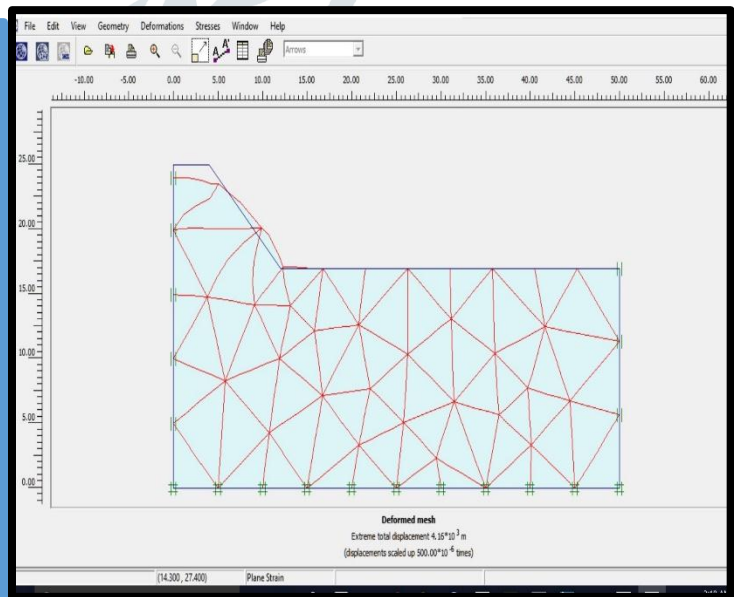 File Edit View Geometry Deformations Stresses Window Help
A A'
Arrows
-10.00 -5.00 0.00 5.00 10.00 15.00 20.00 25.00 30.00 35.00 40.00 45.00 50.00 55.00 60.00
25.00
20.00
15.00
10.00
5.00
0.00
Deformed mesh
Extreme total displacement 4.16*10 3 m
(displacements scaled up 500.00*10 -6 times)
(14.300 , 27.400) Plane Strain